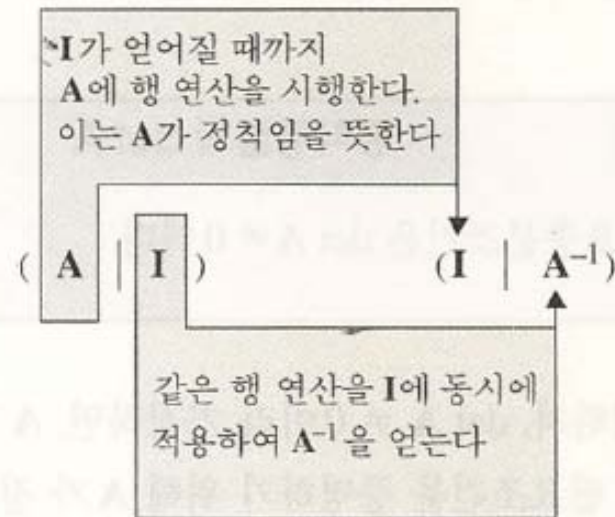 I가 얻어질 때까지
A에 행 연산을 시행한다.
이는 A가 정칙임을 뜻한다
( A | I ) (I | A⁻¹)
같은 행 연산을 I에 동시에
적용하여 A⁻¹을 얻는다